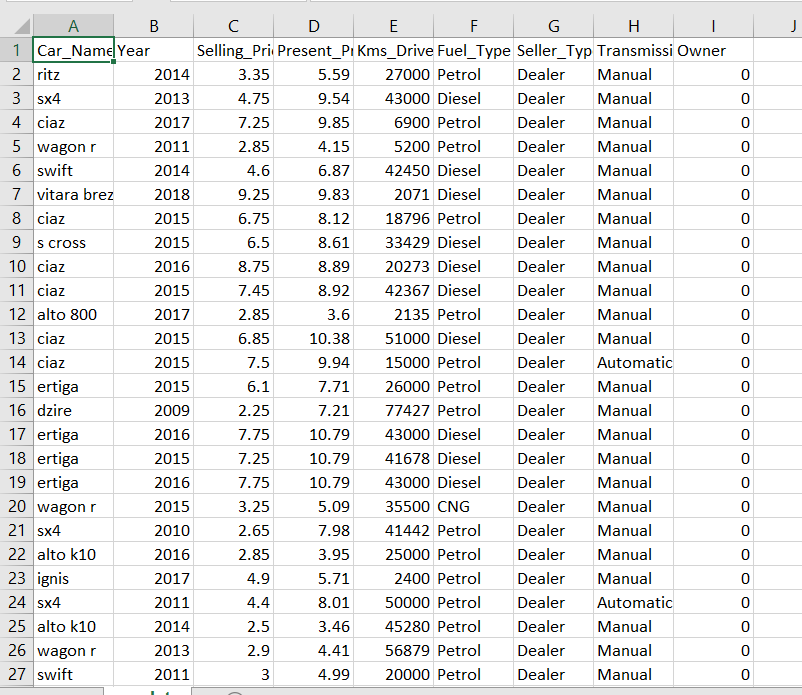 A B C D E F G H I J
1 Car_Name Year Selling_Pri Present_Pr Kms_Drive Fuel_Type Seller_Typ Transmissi Owner
2 ritz 2014 3.35 5.59 27000 Petrol Dealer Manual 0
3 sx4 2013 4.75 9.54 43000 Diesel Dealer Manual 0
4 ciaz 2017 7.25 9.85 6900 Petrol Dealer Manual 0
5 wagon r 2011 2.85 4.15 5200 Petrol Dealer Manual 0
6 swift 2014 4.6 6.87 42450 Diesel Dealer Manual 0
7 vitara brez 2018 9.25 9.83 2071 Diesel Dealer Manual 0
8 ciaz 2015 6.75 8.12 18796 Petrol Dealer Manual 0
9 s cross 2015 6.5 8.61 33429 Diesel Dealer Manual 0
10 ciaz 2016 8.75 8.89 20273 Diesel Dealer Manual 0
11 ciaz 2015 7.45 8.92 42367 Diesel Dealer Manual 0
12 alto 800 2017 2.85 3.6 2135 Petrol Dealer Manual 0
13 ciaz 2015 6.85 10.38 51000 Diesel Dealer Manual 0
14 ciaz 2015 7.5 9.94 15000 Petrol Dealer Automatic 0
15 ertiga 2015 6.1 7.71 26000 Petrol Dealer Manual 0
16 dzire 2009 2.25 7.21 77427 Petrol Dealer Manual 0
17 ertiga 2016 7.75 10.79 43000 Diesel Dealer Manual 0
18 ertiga 2015 7.25 10.79 41678 Diesel Dealer Manual 0
19 ertiga 2016 7.75 10.79 43000 Diesel Dealer Manual 0
20 wagon r 2015 3.25 5.09 35500 CNG Dealer Manual 0
21 sx4 2010 2.65 7.98 41442 Petrol Dealer Manual 0
22 alto k10 2016 2.85 3.95 25000 Petrol Dealer Manual 0
23 ignis 2017 4.9 5.71 2400 Petrol Dealer Manual 0
24 sx4 2011 4.4 8.01 50000 Petrol Dealer Automatic 0
25 alto k10 2014 2.5 3.46 45280 Petrol Dealer Manual 0
26 wagon r 2013 2.9 4.41 56879 Petrol Dealer Manual 0
27 swift 2011 3 4.99 20000 Petrol Dealer Manual 0